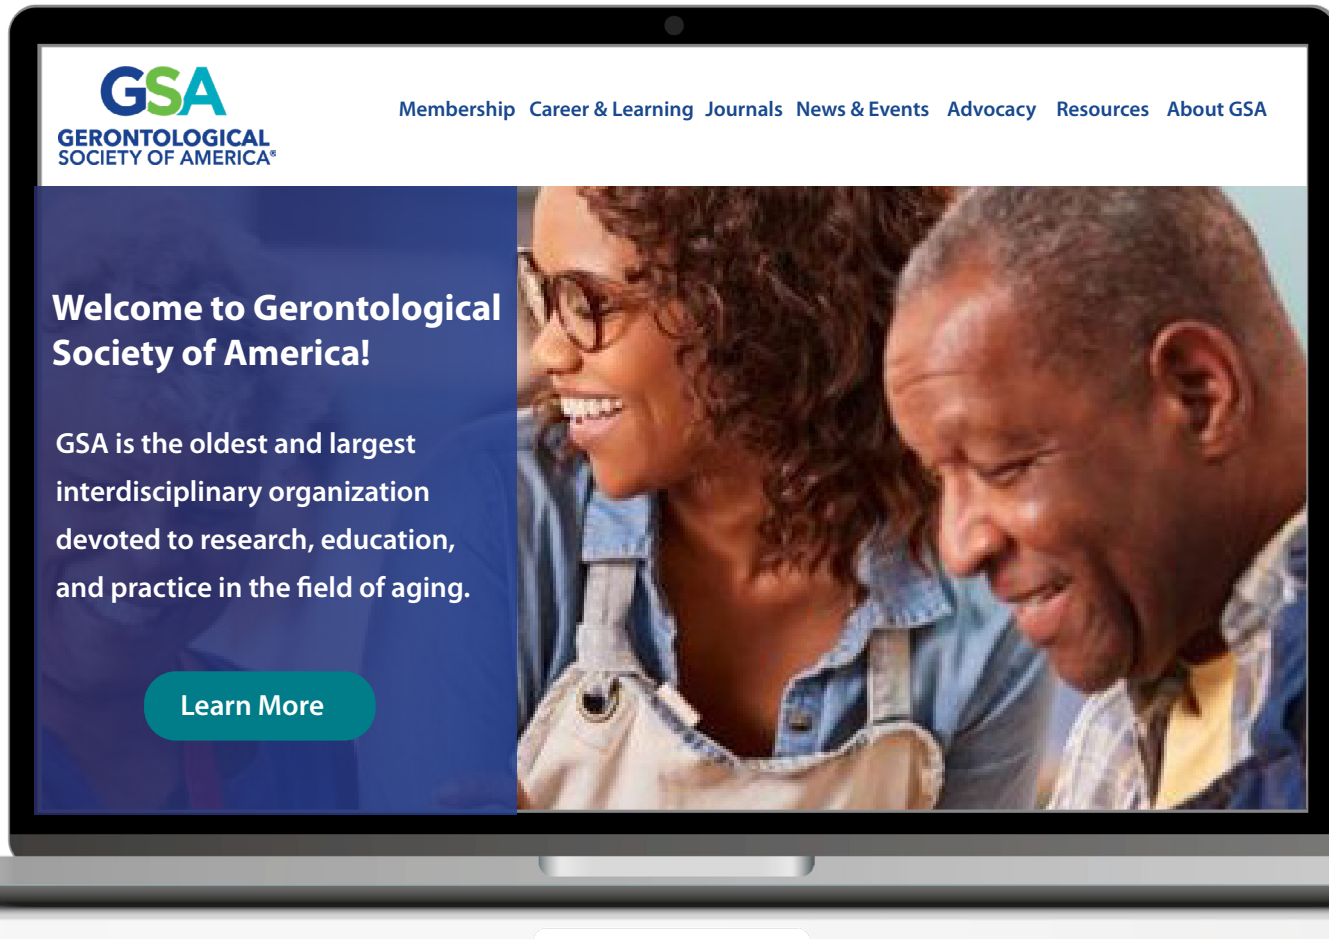 GSA
GERONTOLOGICAL
SOCIETY OF AMERICA®
Membership Career & Learning Journals News & Events Advocacy Resources About GSA
Welcome to Gerontological
Society of America!
GSA is the oldest and largest
interdisciplinary organization
devoted to research, education,
and practice in the field of aging.
Learn More